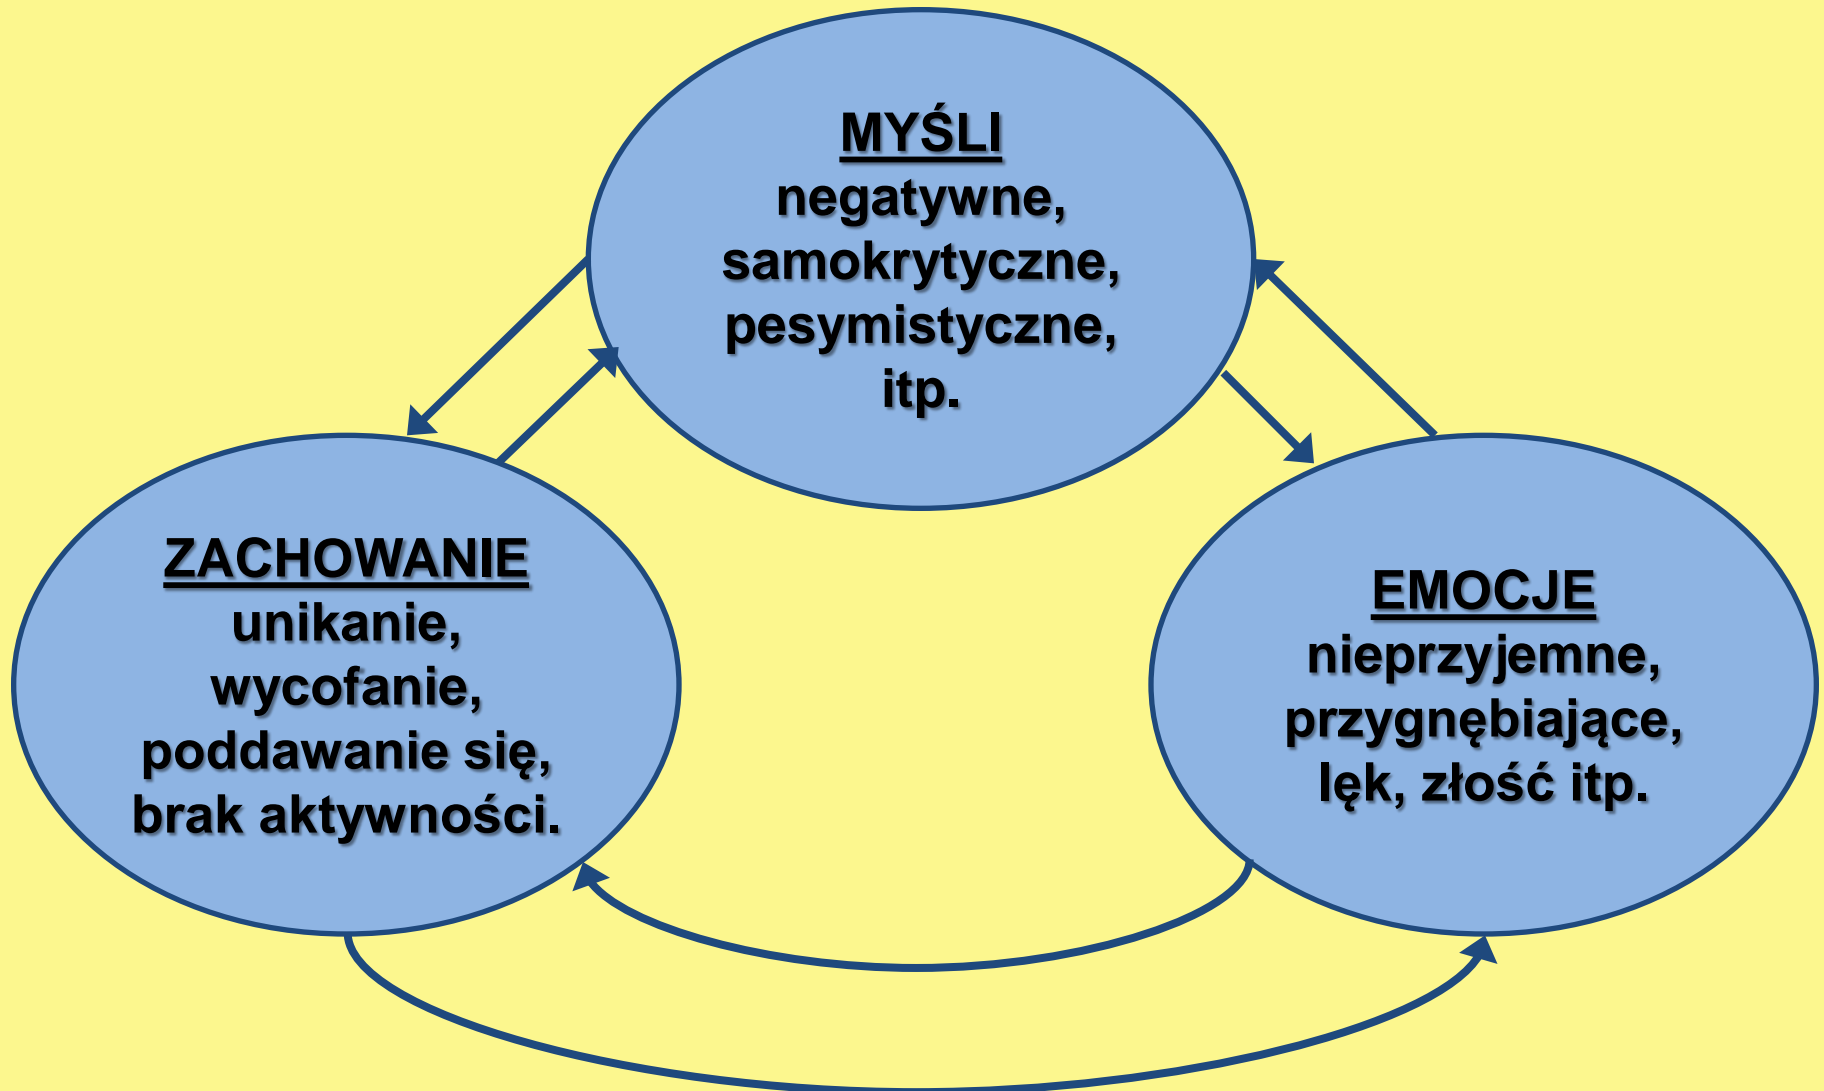 MYŚLI
negatywne,
samokrytyczne,
pesymistyczne,
itp.
ZACHOWANIE
unikanie,
wycofanie,
poddawanie się,
brak aktywności.
EMOCJE
nieprzyjemne,
przygnębiające,
lęk, złość itp.